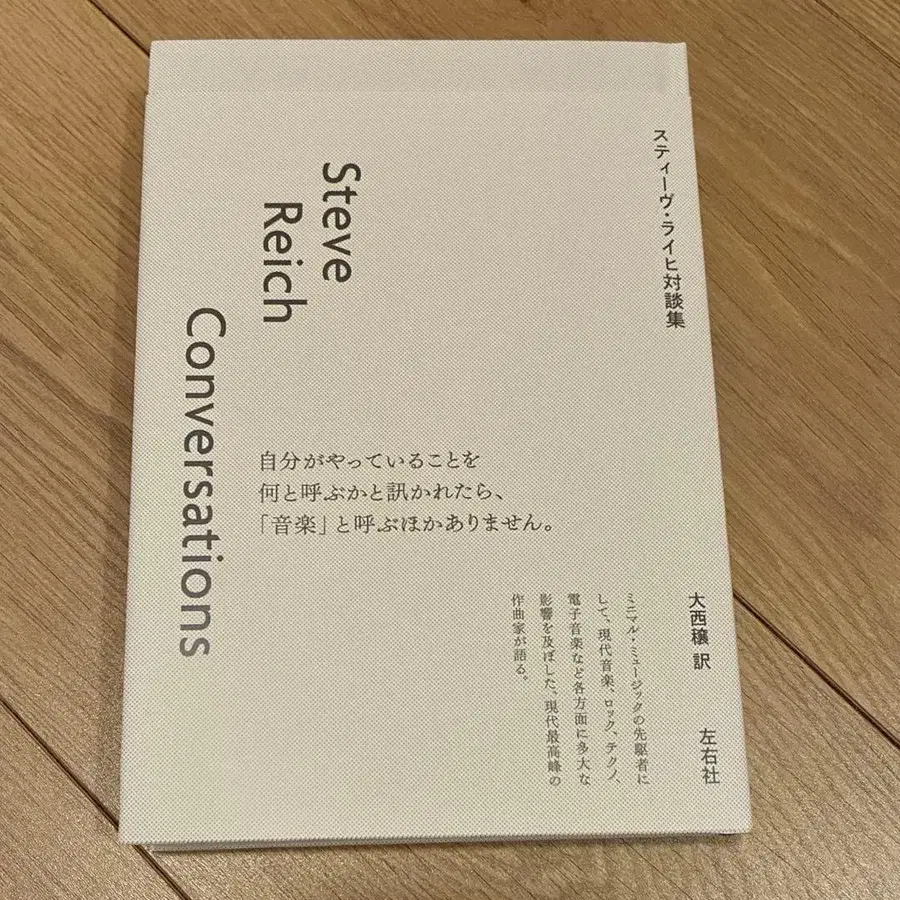 スティーヴ・ライヒ対談集
Steve
Reich
Conversations
自分がやっていることを
何と呼ぶかと訊かれたら、
「音楽」と呼ぶほかありません。
大西穣 訳
左右社
ミニマル・ミュージックの先駆者に
して、現代音楽、ロック、テクノ、
電子音楽など各方面に多大な
影響を及ぼした、現代最高峰の
作曲家が語る。